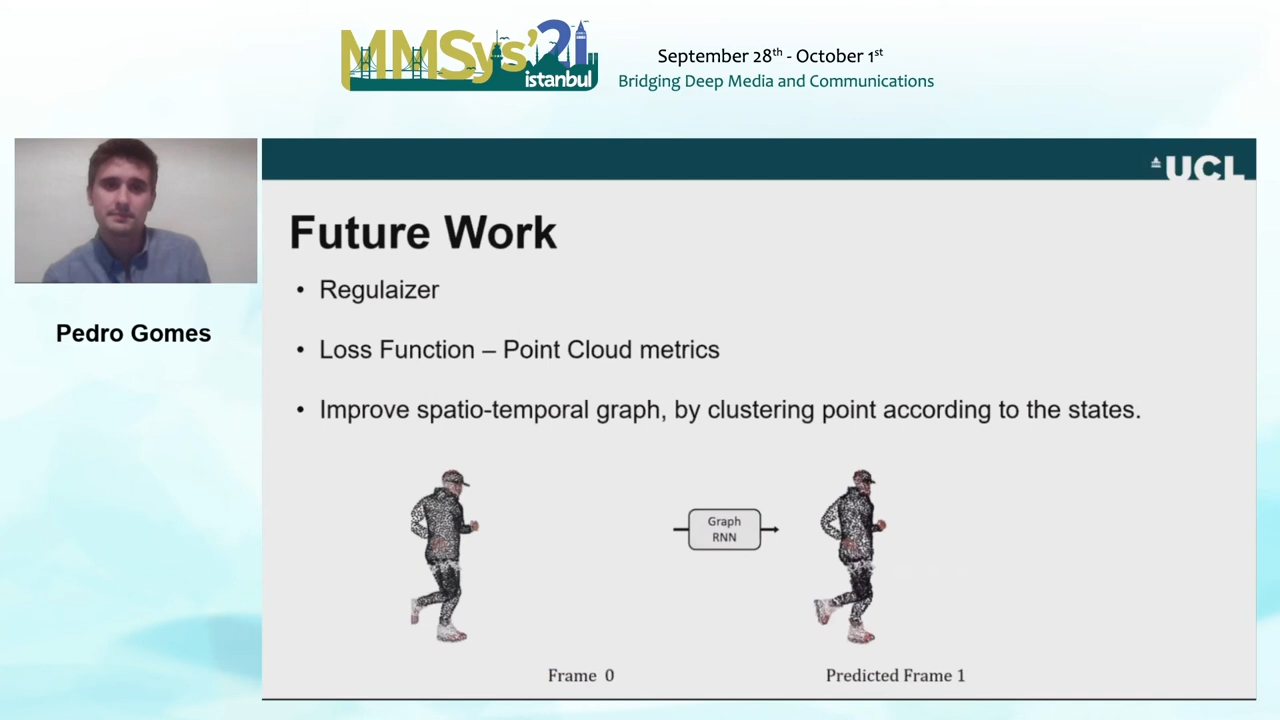 MMSys'21
istanbul
September 28th - October 1st
Bridging Deep Media and Communications
UCL
Pedro Gomes
Future Work
• Regulaizer
• Loss Function – Point Cloud metrics
• Improve spatio-temporal graph, by clustering point according to the states.
Graph
RNN
Frame 0
Predicted Frame 1